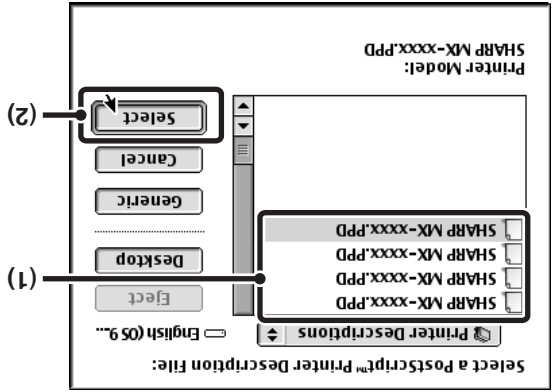 Select a PostScript™ Printer Description File:
Printer Descriptions
English (OS 9...
SHARP MX-xxxx.PPD
SHARP MX-xxxx.PPD
SHARP MX-xxxx.PPD
SHARP MX-xxxx.PPD
(1)
Eject
Desktop
Generic
Cancel
Select
(2)
Printer Model:
SHARP MX-xxxx.PPD